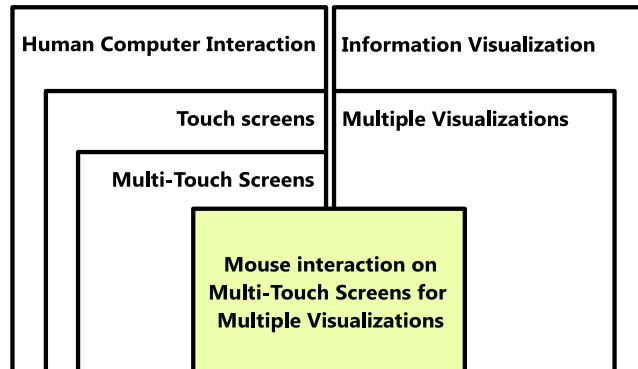 Human Computer Interaction
Information Visualization
Touch screens
Multiple Visualizations
Multi-Touch Screens
Mouse interaction on
Multi-Touch Screens for
Multiple Visualizations